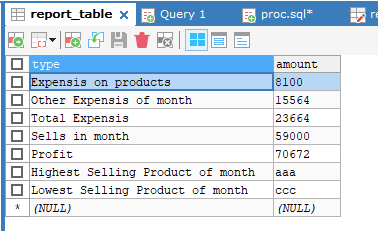 report_table Query 1 proc.sql* re
type amount
Expensis on products 8100
Other Expensis of month 15564
Total Expensis 23664
Sells in month 59000
Profit 70672
Highest Selling Product of month aaa
Lowest Selling Product of month ccc
* (NULL) (NULL)